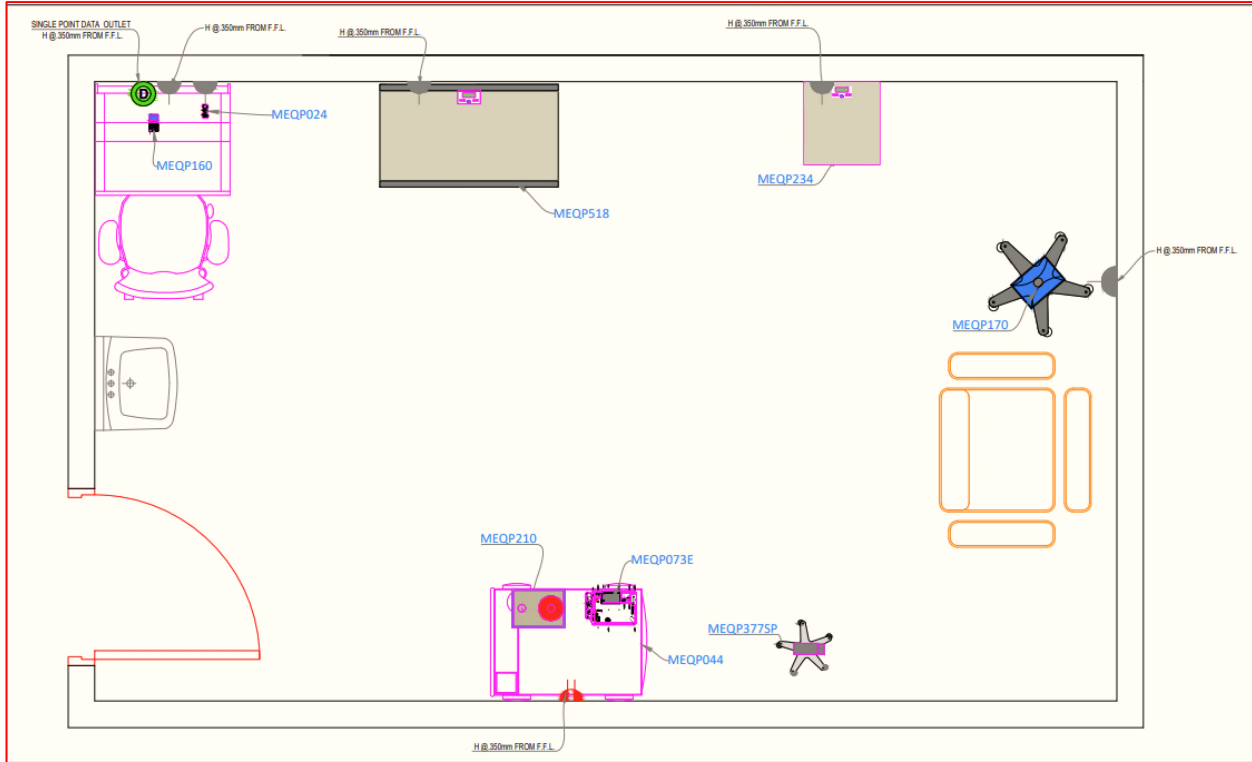 SINGLE POINT DATA OUTLET
H @.350mm FROM F.F.L.
H @.350mm FROM F.F.L.
H @.350mm FROM F.F.L.
H @.350mm FROM F.F.L.
D
MEQP024
MEQP160
MEQP234
MEQP518
H @.350mm FROM F.F.L.
MEQP170
MEQP210
MEQP073E
MEQP377SP
MEQP044
H @.350mm FROM F.F.L.